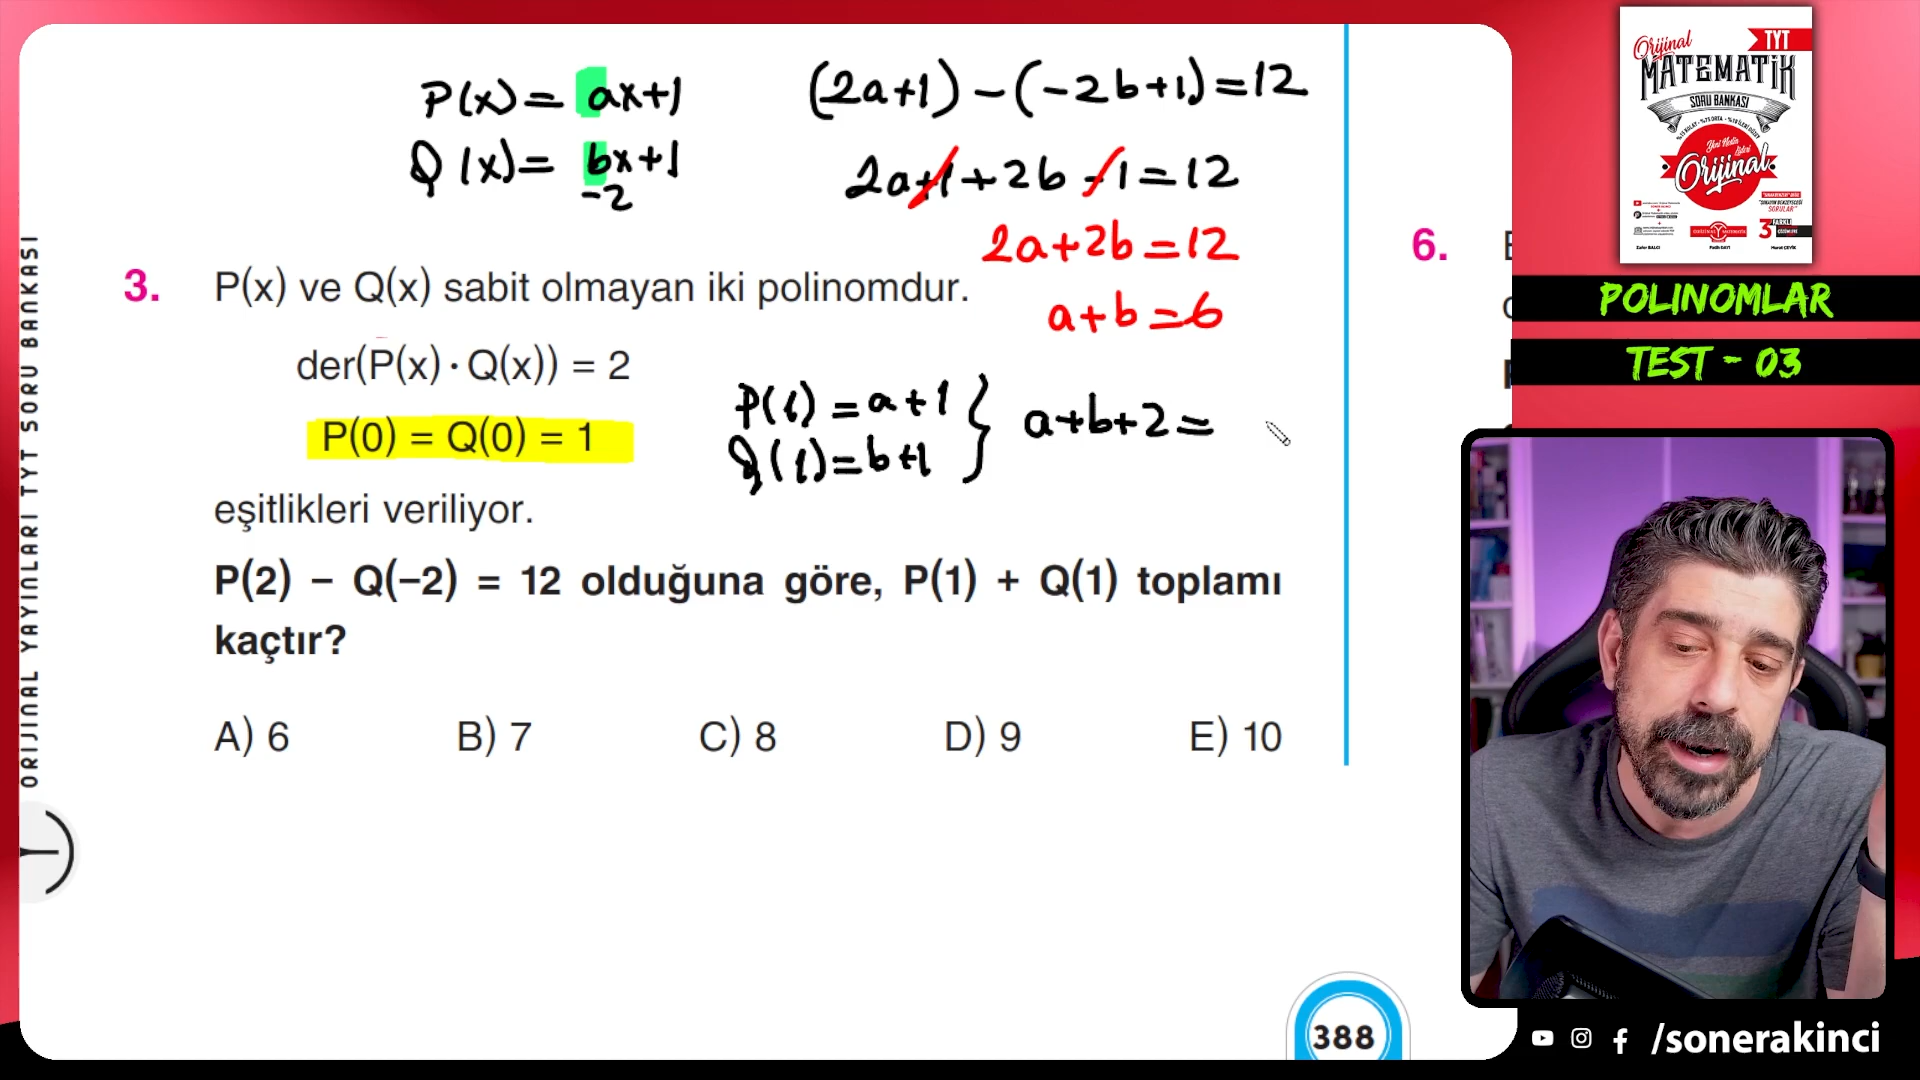 P(x) = ax+1
Q(x) = bx+1
-2
(2a+1) - (-2b+1) = 12
2a+1+2b-1=12
2a+2b=12
a+b=6
3. P(x) ve Q(x) sabit olmayan iki polinomdur.
der(P(x) · Q(x)) = 2
P(0) = Q(0) = 1
P(1) = a+1
Q(1) = b+1
a+b+2=
eşitlikleri veriliyor.
P(2) – Q(–2) = 12 olduğuna göre, P(1) + Q(1) toplamı
kaçtır?
A) 6 B) 7 C) 8 D) 9 E) 10
ORİJİNAL YAYINLARI TYT SORU BANKASI
388
6.
Orijinal
TYT
MATEMATİK
SORU BANKASI
Orijinal
POLINOMLAR
TEST - 03
/sonerakinci